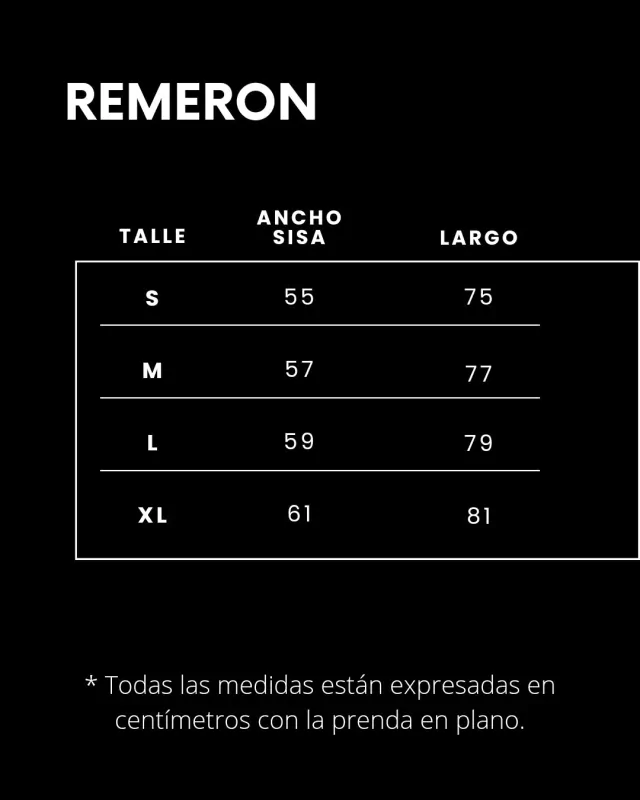 REMERON
TALLE ANCHO SISA LARGO
S 55 75
M 57 77
L 59 79
XL 61 81
* Todas las medidas están expresadas en
centímetros con la prenda en plano.